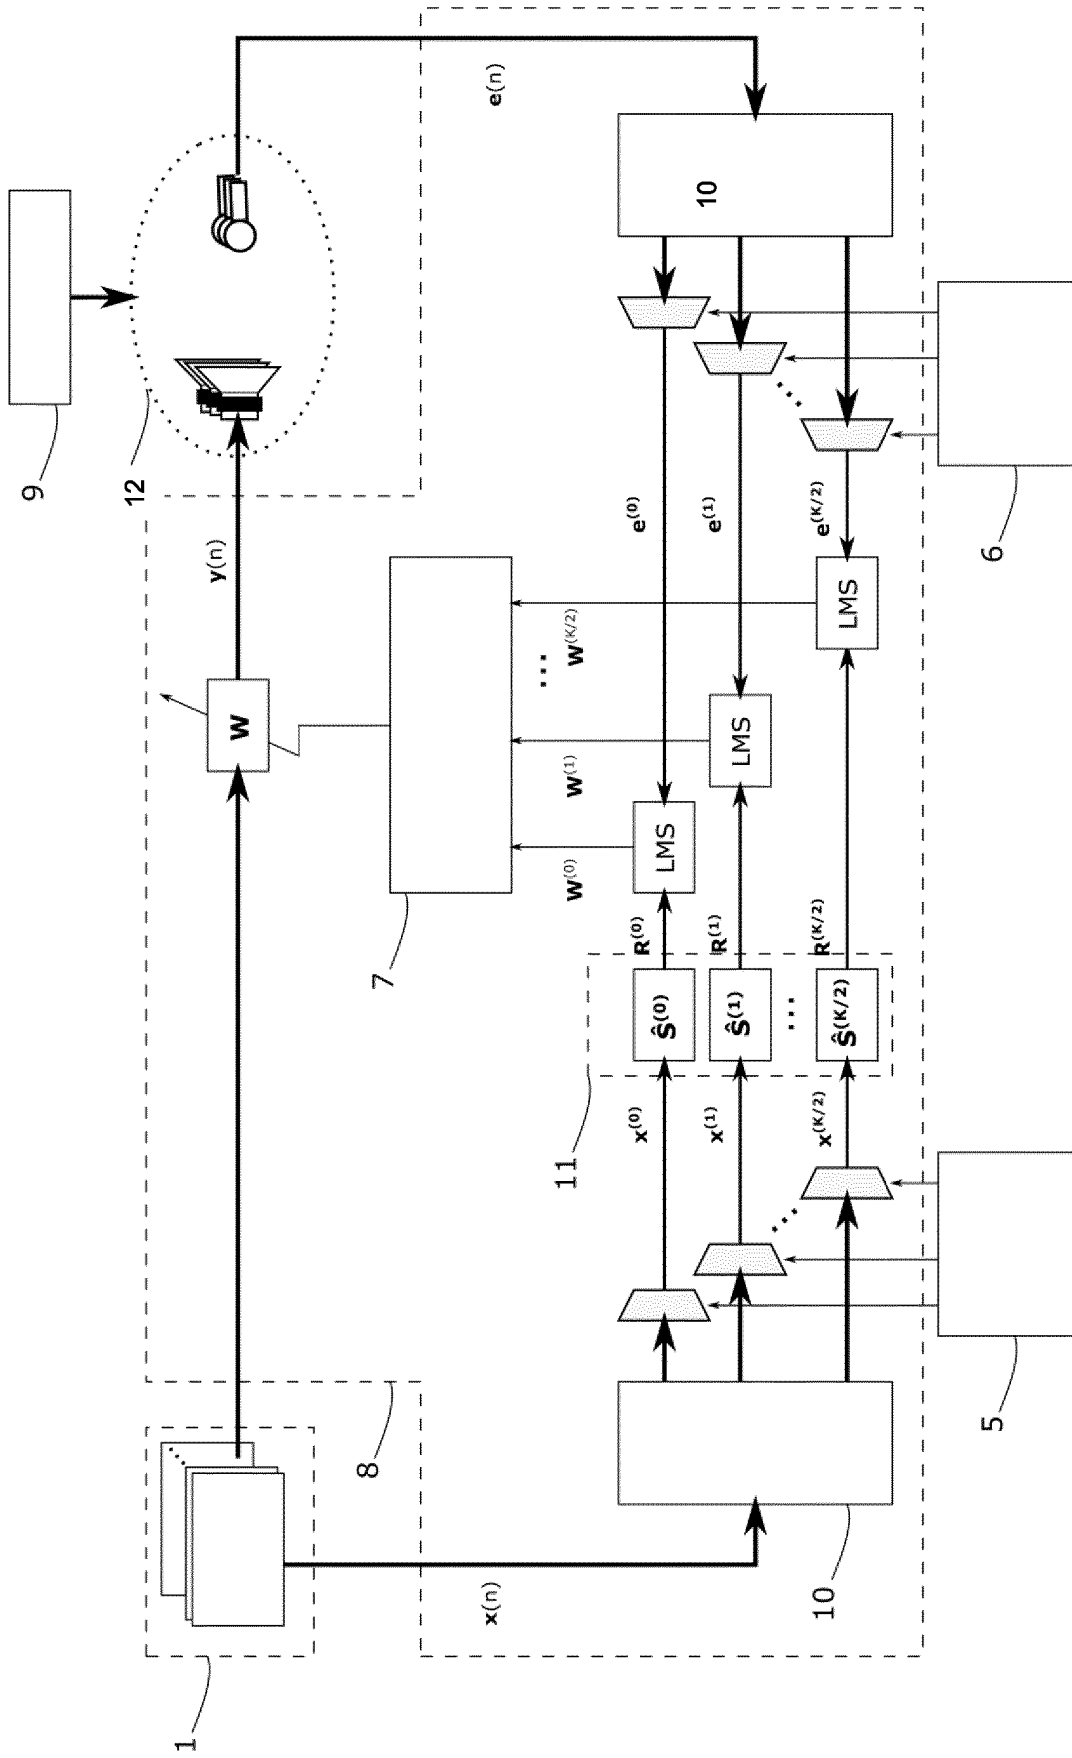 9
12
y(n)
e(n)
W
1
8
x(n)
7
W^(0)
W^(1)
...
W^(K/2)
10
e^(0)
e^(1)
e^(K/2)
LMS
LMS
LMS
R^(0)
R^(1)
R^(K/2)
11
Ŝ^(0)
Ŝ^(1)
...
Ŝ^(K/2)
x^(0)
x^(1)
x^(K/2)
10
5
6